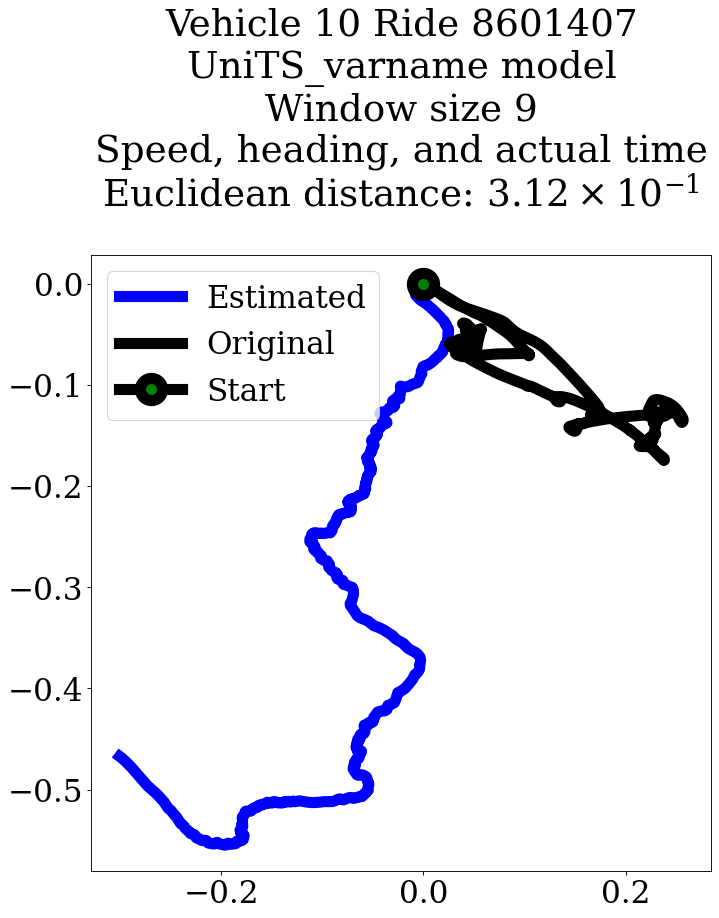 Vehicle 10 Ride 8601407
UniTS_varname model
Window size 9
Speed, heading, and actual time
Euclidean distance: 3.12 × 10⁻¹
Estimated
Original
Start
0.0
−0.1
−0.2
−0.3
−0.4
−0.5
−0.2 0.0 0.2